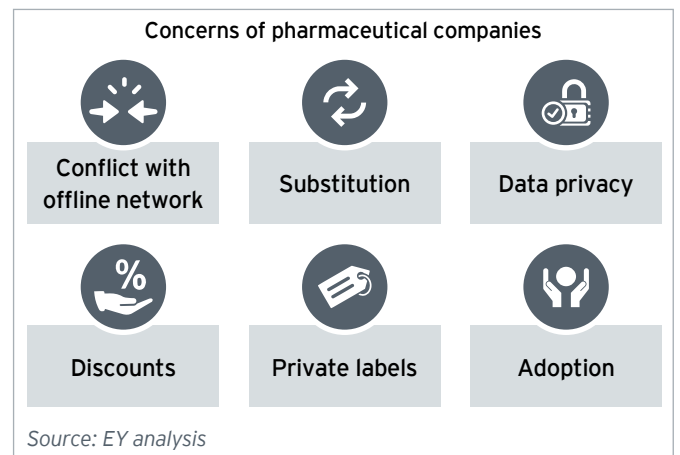 Concerns of pharmaceutical companies
Conflict with
offline network
Substitution
Data privacy
%
Discounts
Private labels
Adoption
Source: EY analysis